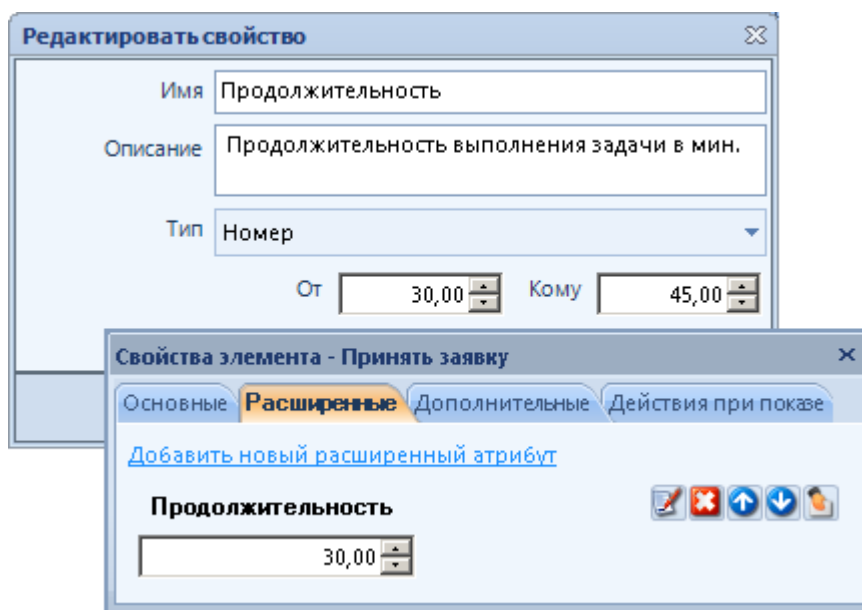 Редактировать свойство
Имя Продолжительность
Описание Продолжительность выполнения задачи в мин.
Тип Номер
От 30,00 Кому 45,00
Свойства элемента - Принять заявку
Основные Расширенные Дополнительные Действия при показе
Добавить новый расширенный атрибут
Продолжительность
30,00